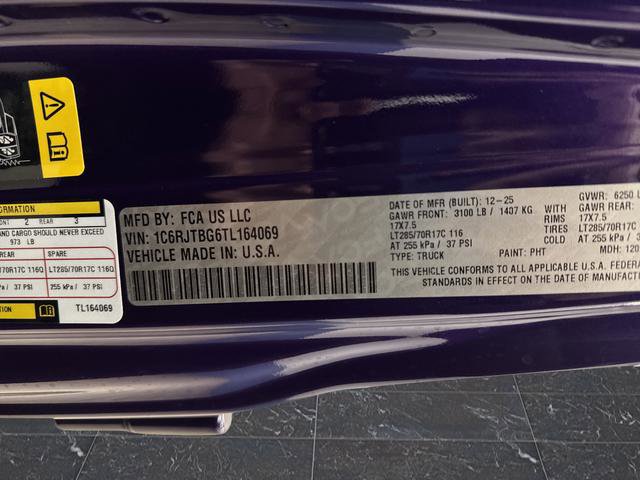 FRONT 2 REAR 3
AND CARGO SHOULD NEVER EXCEED
973 LB
SPARE
/70R17C 116Q LT285/70R17C 116Q
kPa / 37 PSI 255 kPa / 37 PSI
TL164069
MFD BY: FCA US LLC
VIN: 1C6RJTBG6TL164069
VEHICLE MADE IN U.S.A.
DATE OF MFR (BUILT): 12-25 GVWR: 6250 L
GAWR FRONT: 3100 LB / 1407 KG WITH GAWR REAR:
17X7.5 RIMS 17X7.5
LT285/70R17C 116 TIRES LT285/70R17C
AT 255 kPa / 37 PSI COLD AT 255 kPa / 37
TYPE: TRUCK PAINT: PHT MDH: 120
THIS VEHICLE CONFORMS TO ALL APPLICABLE U.S.A. FEDERA
STANDARDS IN EFFECT ON THE DATE OF MANUFACT